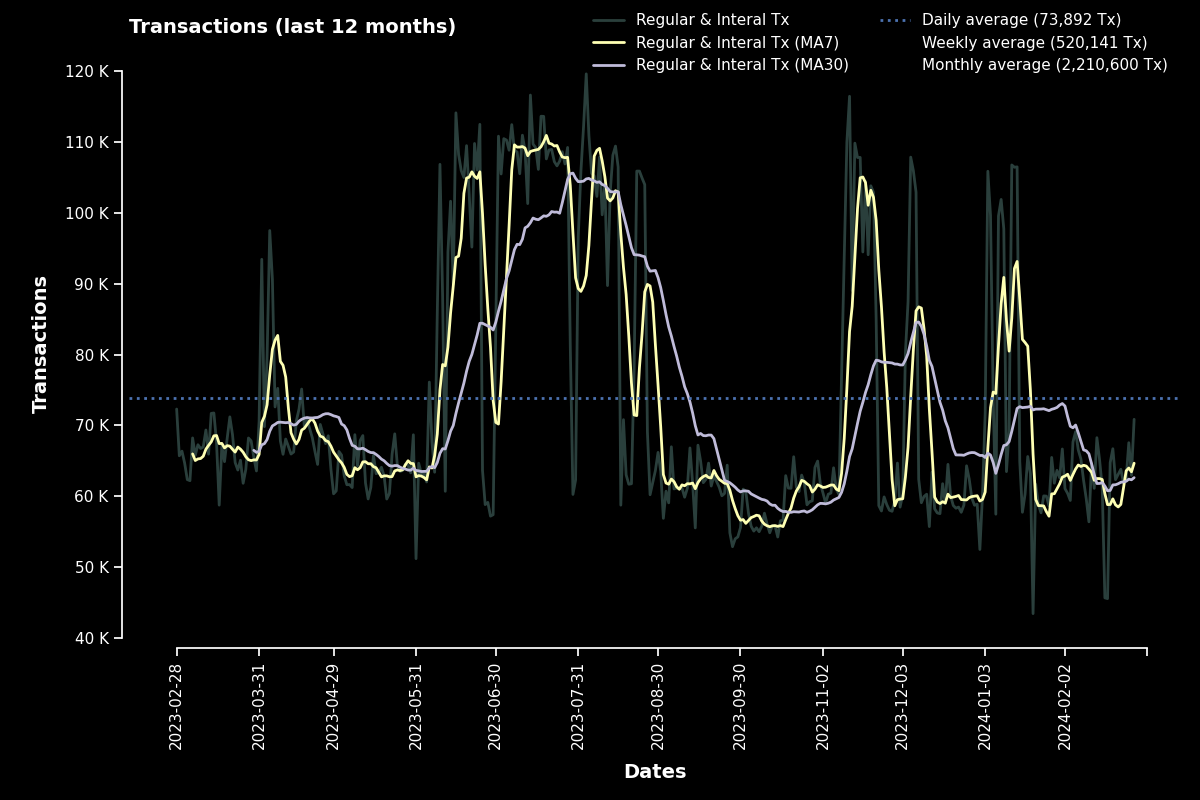 Transactions (last 12 months)
Regular & Interal Tx
Regular & Interal Tx (MA7)
Regular & Interal Tx (MA30)
Daily average (73,892 Tx)
Weekly average (520,141 Tx)
Monthly average (2,210,600 Tx)
120 K
110 K
100 K
90 K
80 K
70 K
60 K
50 K
40 K
Transactions
2023-02-28
2023-03-31
2023-04-29
2023-05-31
2023-06-30
2023-07-31
2023-08-30
2023-09-30
2023-11-02
2023-12-03
2024-01-03
2024-02-02
Dates